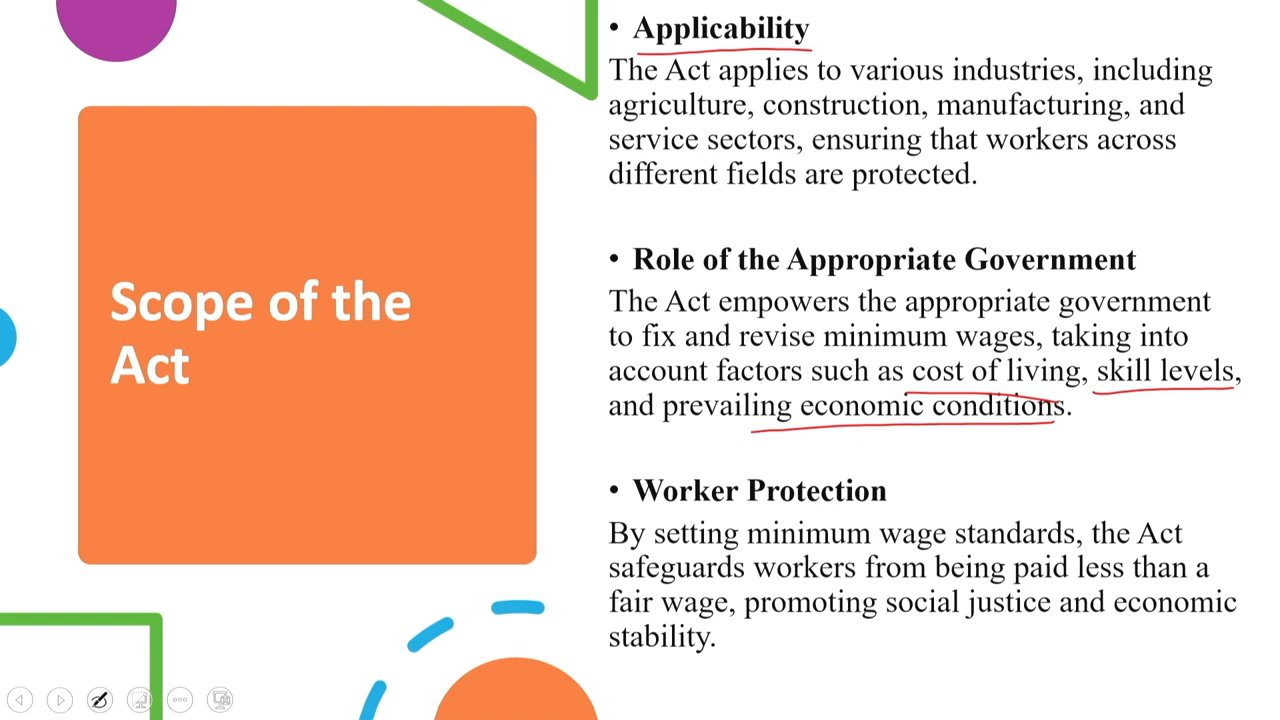 Scope of the
Act
• Applicability
The Act applies to various industries, including
agriculture, construction, manufacturing, and
service sectors, ensuring that workers across
different fields are protected.
• Role of the Appropriate Government
The Act empowers the appropriate government
to fix and revise minimum wages, taking into
account factors such as cost of living, skill levels,
and prevailing economic conditions.
• Worker Protection
By setting minimum wage standards, the Act
safeguards workers from being paid less than a
fair wage, promoting social justice and economic
stability.